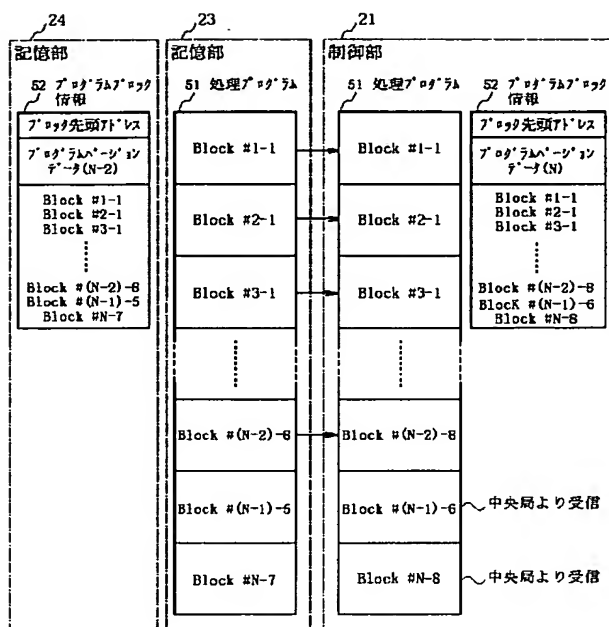 24
23
21
記憶部
記憶部
制御部
52 プログラムブロック
情報
51 処理プログラム
51 処理プログラム
52 プログラムブロック
情報
ブロック先頭アドレス
プログラムバージョン
データ(N-2)
Block #1-1
Block #2-1
Block #3-1
Block #(N-2)-8
Block #(N-1)-5
Block #N-7
Block #1-1
Block #2-1
Block #3-1
Block #(N-2)-8
Block #(N-1)-5
Block #N-7
Block #1-1
Block #2-1
Block #3-1
Block #(N-2)-8
Block #(N-1)-6
Block #N-8
ブロック先頭アドレス
プログラムバージョン
データ(N)
Block #1-1
Block #2-1
Block #3-1
Block #(N-2)-8
BlocK #(N-1)-6
Block #N-8
中央局より受信
中央局より受信